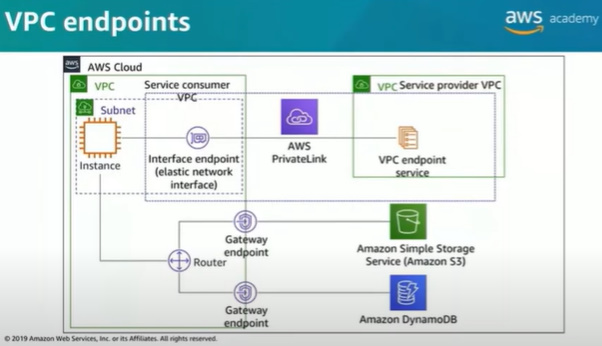 VPC endpoints
aws academy
aws
AWS Cloud
VPC
Service consumer
VPC
VPC
Service provider VPC
Subnet
Instance
Interface endpoint
(elastic network
interface)
AWS
PrivateLink
VPC endpoint
service
Gateway
endpoint
Amazon Simple Storage
Service (Amazon S3)
Router
Gateway
endpoint
Amazon DynamoDB
© 2019 Amazon Web Services, Inc. or its Affiliates. All rights reserved.